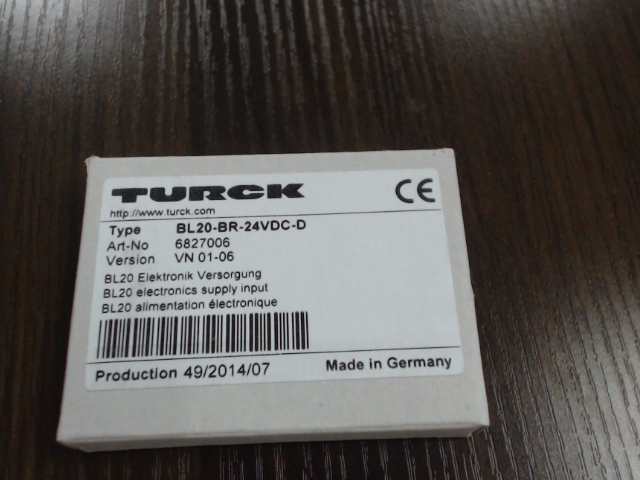 TURCK
CE
http://www.turck.com
Type BL20-BR-24VDC-D
Art-No 6827006
Version VN 01-06
BL20 Elektronik Versorgung
BL20 electronics supply input
BL20 alimentation électronique
Production 49/2014/07
Made in Germany